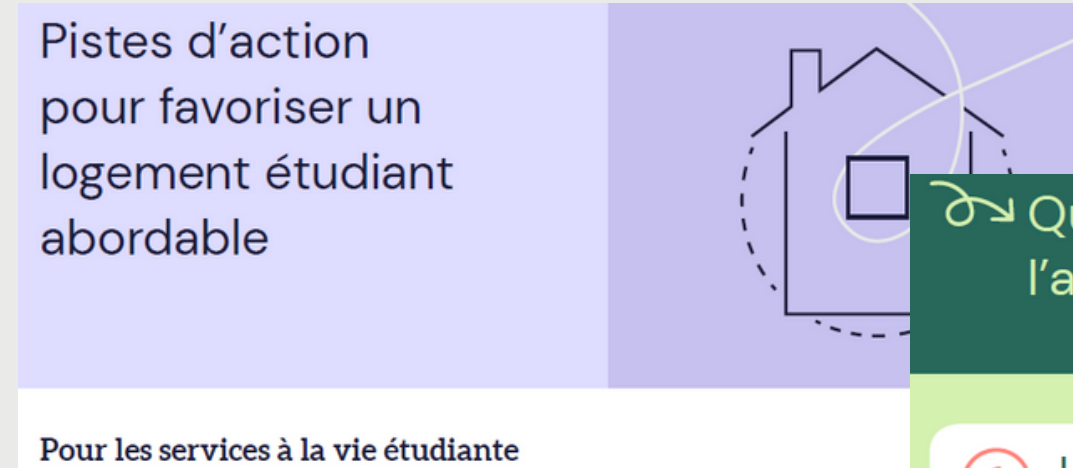 Pistes d’action
pour favoriser un
logement étudiant
abordable
Pour les services à la vie étudiante